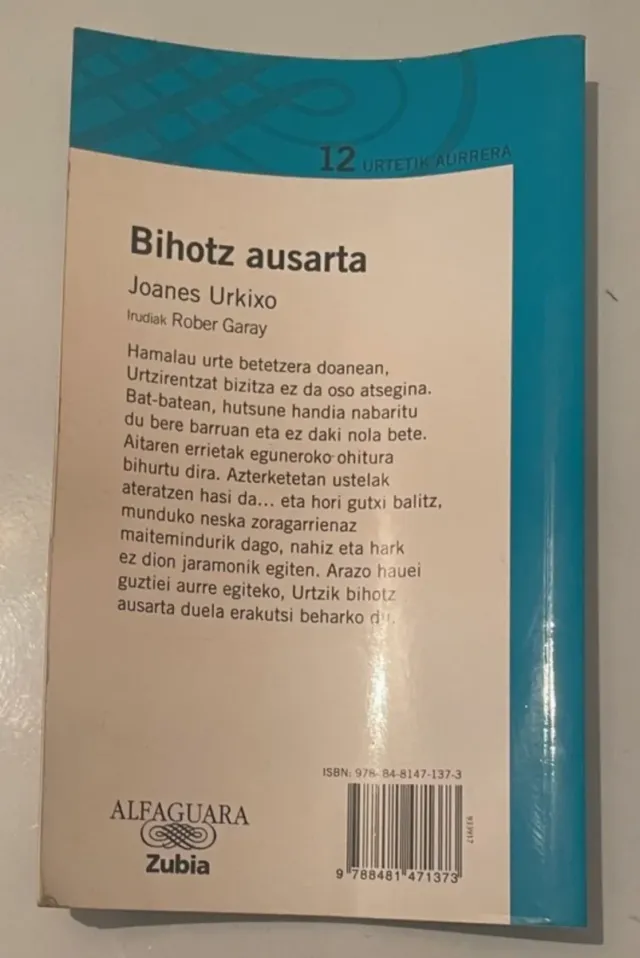 12 URTETIK AURRERA
Bihotz ausarta
Joanes Urkixo
Irudiak Rober Garay
Hamalau urte betetzera doanean,
Urtzirentzat bizitza ez da oso atsegina.
Bat-batean, hutsune handia nabaritu
du bere barruan eta ez daki nola bete.
Aitaren errietak eguneroko ohitura
bihurtu dira. Azterketetan ustelak
ateratzen hasi da... eta hori gutxi balitz,
munduko neska zoragarrienaz
maitemindurik dago, nahiz eta hark
ez dion jaramonik egiten. Arazo hauei
guztiei aurre egiteko, Urtzik bihotz
ausarta duela erakutsi beharko du.
ISBN: 978-84-8147-137-3
ALFAGUARA
Zubia
9 788481 471373